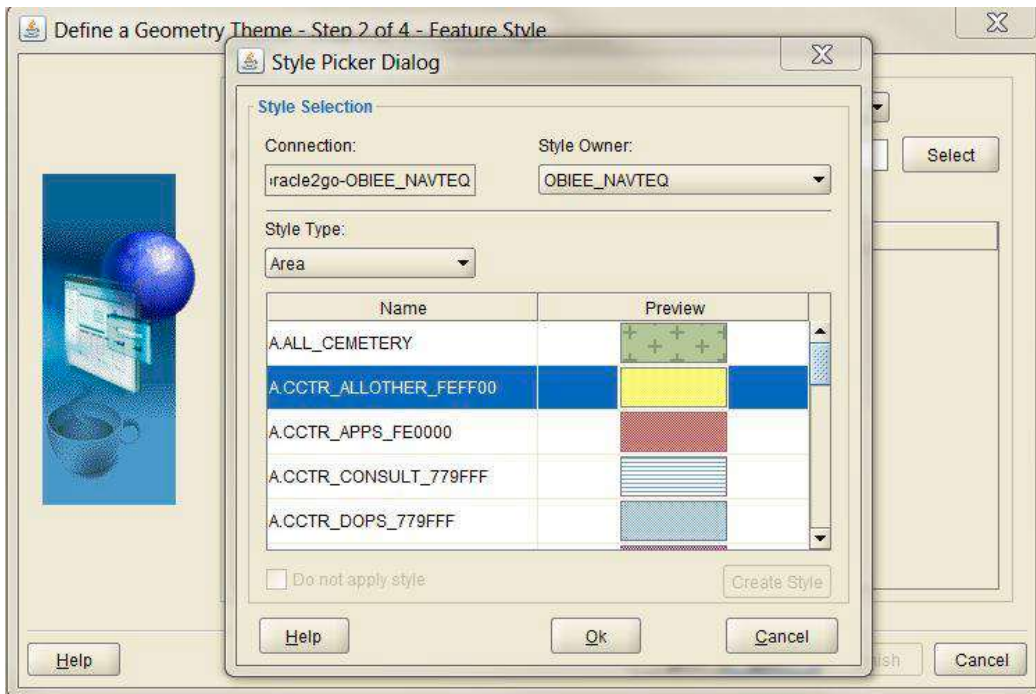 Define a Geometry Theme - Step 2 of 4 - Feature Style
Style Picker Dialog
Style Selection
Connection:
Style Owner:
racle2go-OBIEE_NAVTEQ
OBIEE_NAVTEQ
Select
Style Type:
Area
Name Preview
A.ALL_CEMETERY
A.CCTR_ALLOTHER_FEFF00
A.CCTR_APPS_FE0000
A.CCTR_CONSULT_779FFF
A.CCTR_DOPS_779FFF
Do not apply style
Create Style
Help
Ok
Cancel
Help
ish
Cancel